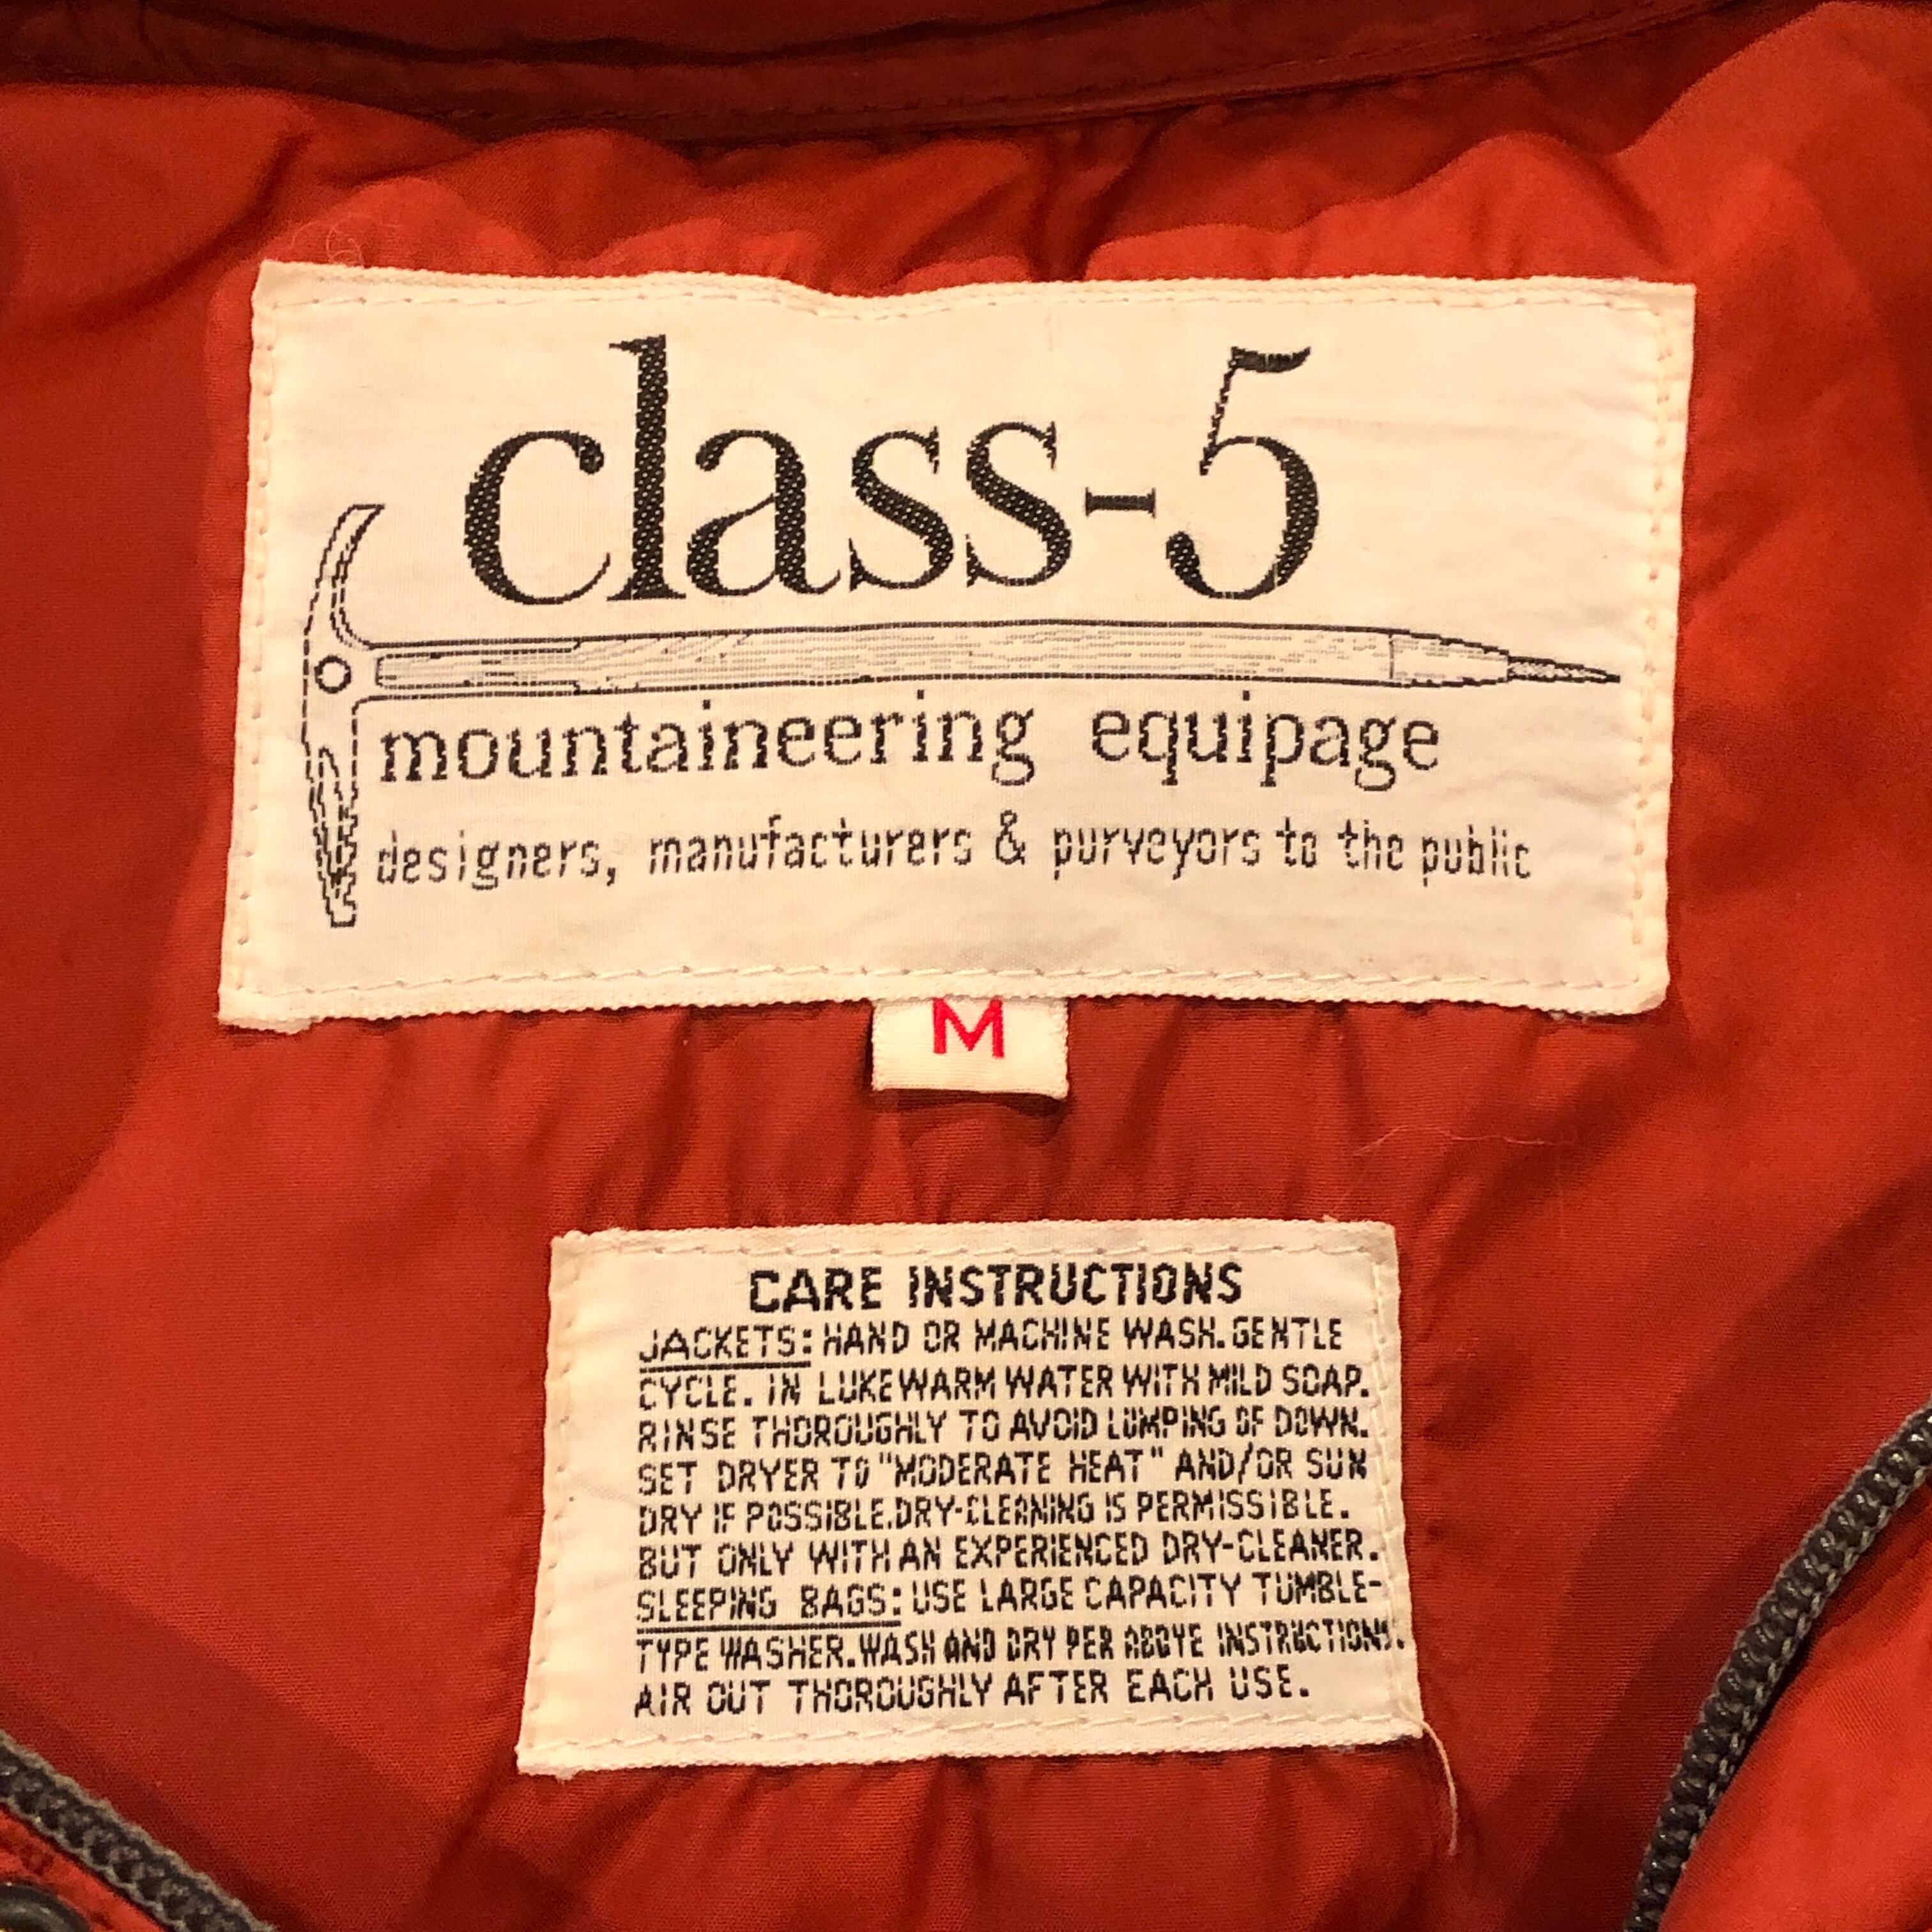 class-5
mountaineering equipage
designers, manufacturers & purveyors to the public
M
CARE INSTRUCTIONS
JACKETS: HAND OR MACHINE WASH. GENTLE
CYCLE. IN LUKEWARM WATER WITH MILD SOAP.
RINSE THOROUGHLY TO AVOID LUMPING OF DOWN.
SET DRYER TO "MODERATE HEAT" AND/OR SUN
DRY IF POSSIBLE. DRY-CLEANING IS PERMISSIBLE.
BUT ONLY WITH AN EXPERIENCED DRY-CLEANER.
SLEEPING BAGS: USE LARGE CAPACITY TUMBLE-
TYPE WASHER. WASH AND DRY PER ABOVE INSTRUCTIONS.
AIR OUT THOROUGHLY AFTER EACH USE.